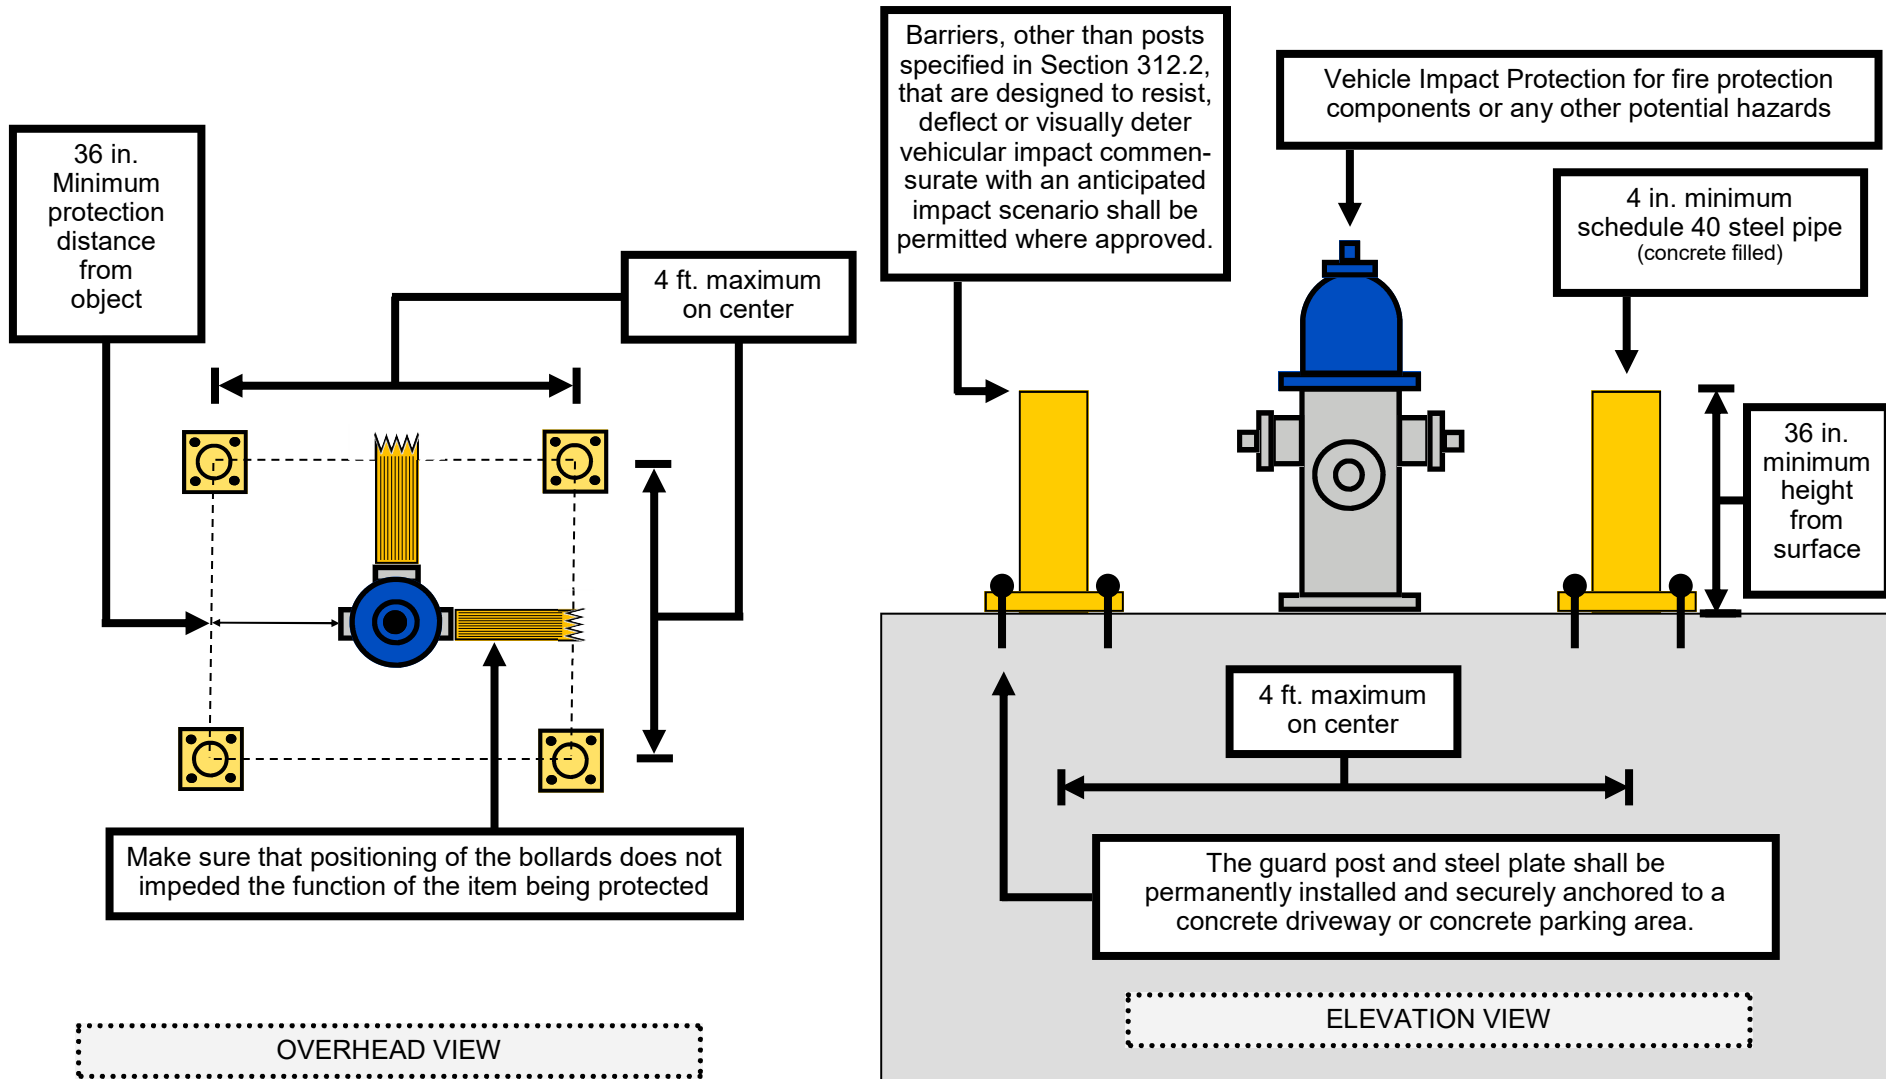 36 in.
Minimum
protection
distance
from
object
4 ft. maximum
on center
Make sure that positioning of the bollards does not
impeded the function of the item being protected
OVERHEAD VIEW
Barriers, other than posts
specified in Section 312.2,
that are designed to resist,
deflect or visually deter
vehicular impact commen-
surate with an anticipated
impact scenario shall be
permitted where approved.
Vehicle Impact Protection for fire protection
components or any other potential hazards
4 in. minimum
schedule 40 steel pipe
(concrete filled)
36 in.
minimum
height
from
surface
4 ft. maximum
on center
The guard post and steel plate shall be
permanently installed and securely anchored to a
concrete driveway or concrete parking area.
ELEVATION VIEW